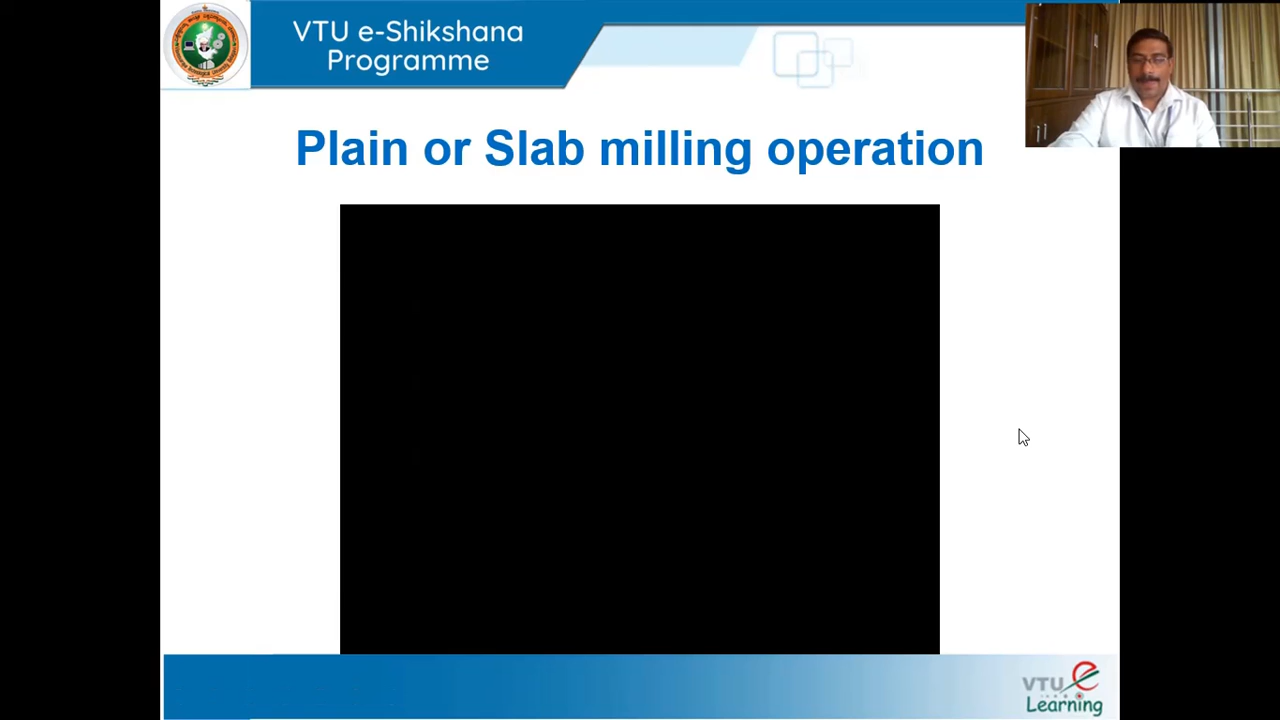 VTU e-Shikshana
Programme
Plain or Slab milling operation
VTU e
Learning